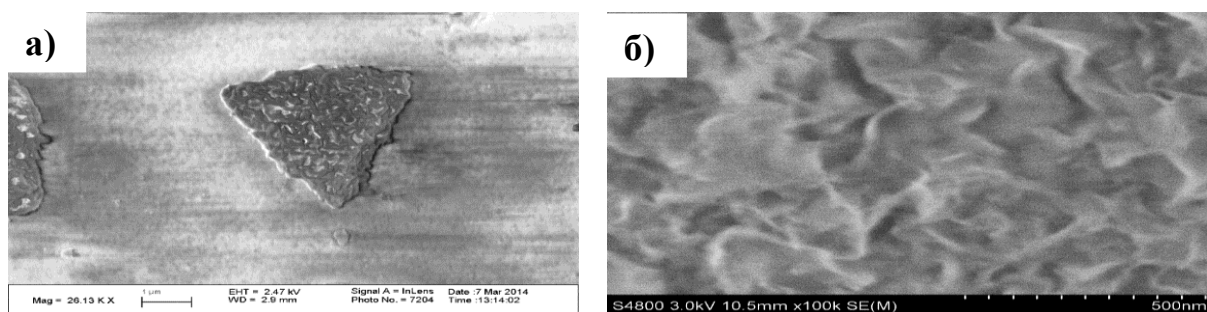 а)
б)
Mag = 26.13 K X
1 µm
EHT = 2.47 kV
WD = 2.9 mm
Signal A = InLens
Photo No. = 7204
Date :7 Mar 2014
Time :13:14:02
S4800 3.0kV 10.5mm x100k SE(M)
500nm